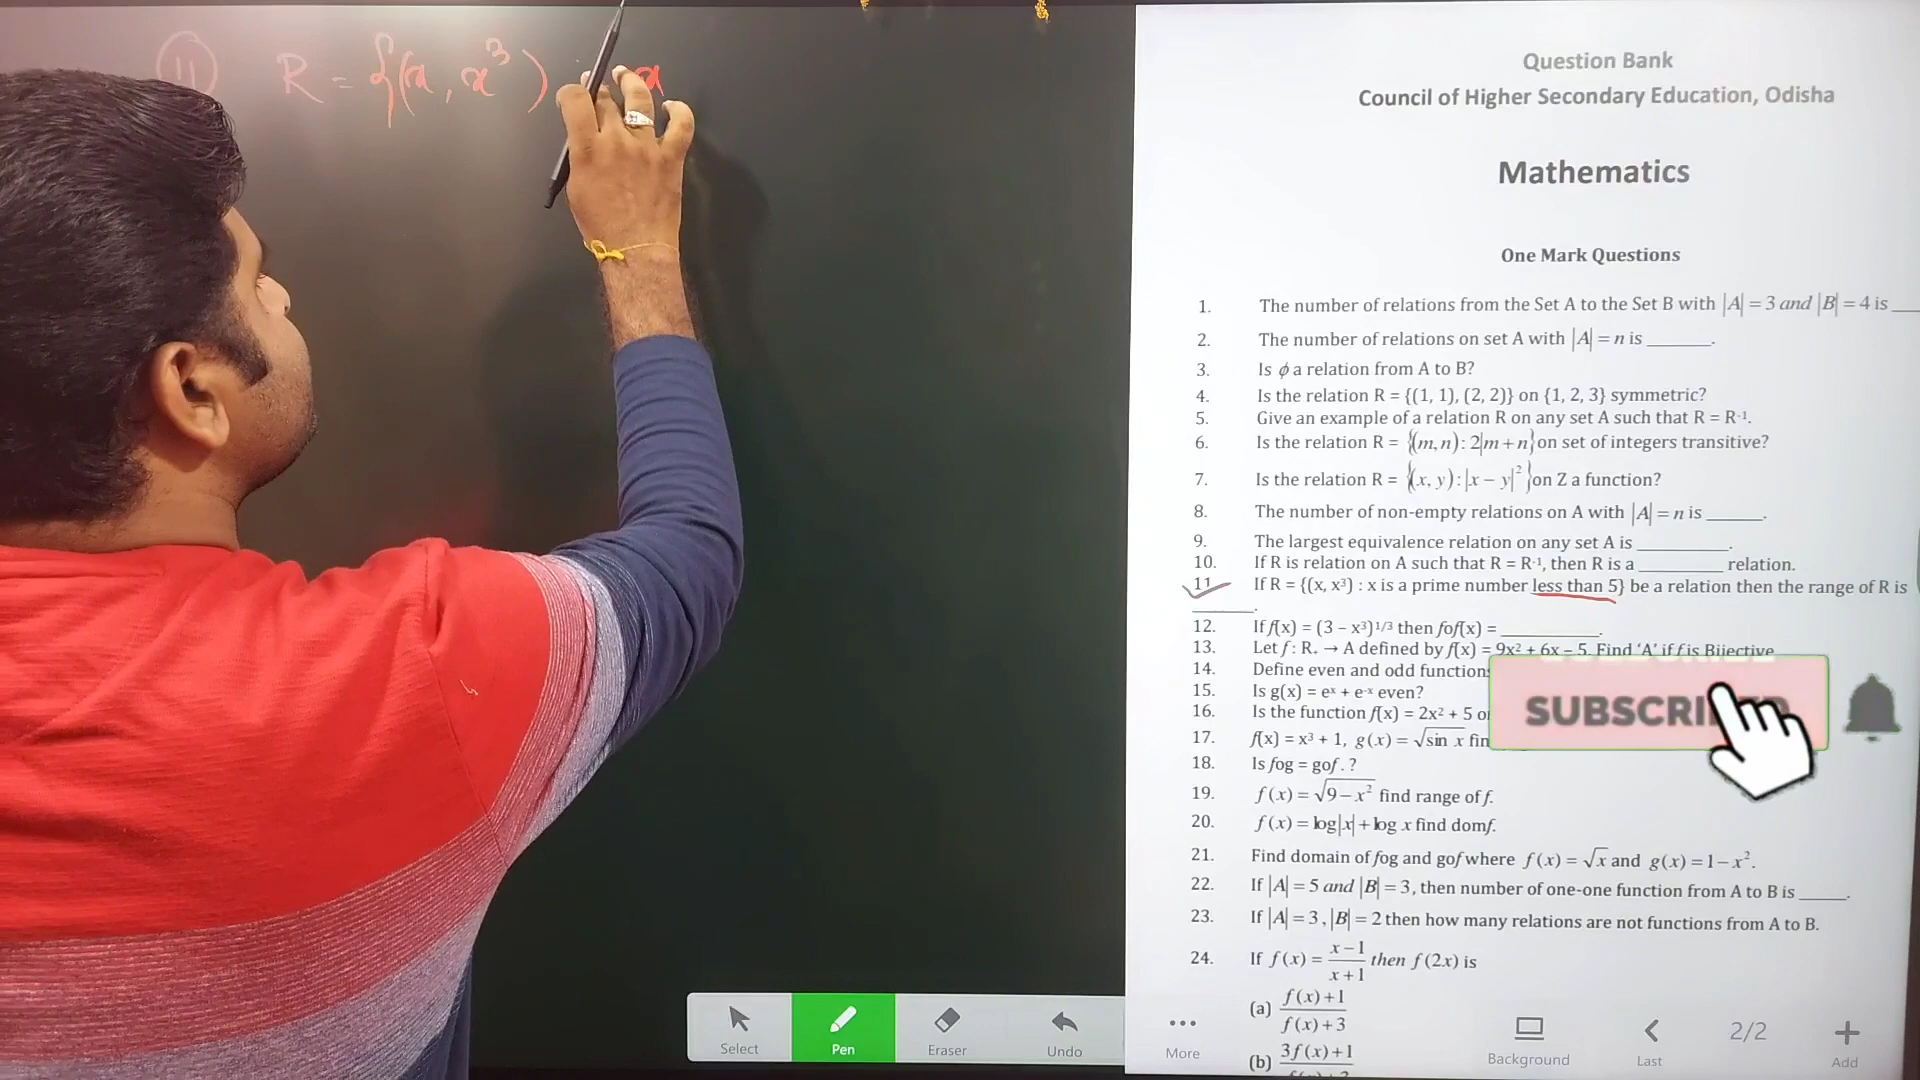 11 R = {(x, x³) : x
Question Bank
Council of Higher Secondary Education, Odisha
Mathematics
One Mark Questions
1. The number of relations from the Set A to the Set B with |A| = 3 and |B| = 4 is ___
2. The number of relations on set A with |A| = n is ______.
3. Is ϕ a relation from A to B?
4. Is the relation R = {(1, 1), (2, 2)} on {1, 2, 3} symmetric?
5. Give an example of a relation R on any set A such that R = R⁻¹.
6. Is the relation R = {(m, n) : 2|m + n} on set of integers transitive?
7. Is the relation R = {(x, y) : |x − y|² } on Z a function?
8. The number of non-empty relations on A with |A| = n is _____.
9. The largest equivalence relation on any set A is ________.
10. If R is relation on A such that R = R⁻¹, then R is a ________ relation.
11. If R = {(x, x³) : x is a prime number less than 5} be a relation then the range of R is
______.
12. If f(x) = (3 − x³)¹/³ then fof(x) = ___________.
13. Let f : R₊ → A defined by f(x) = 9x² + 6x − 5. Find 'A' if f is Bijective
14. Define even and odd functions
15. Is g(x) = eˣ + e⁻ˣ even?
16. Is the function f(x) = 2x² + 5 o
17. f(x) = x³ + 1, g(x) = √sin x fin
SUBSCRI
18. Is fog = gof . ?
19. f(x) = √9 − x² find range of f.
20. f(x) = log|x| + log x find domf.
21. Find domain of fog and gof where f(x) = √x and g(x) = 1 − x².
22. If |A| = 5 and |B| = 3, then number of one-one function from A to B is _____.
23. If |A| = 3 , |B| = 2 then how many relations are not functions from A to B.
24. If f(x) = x−1/x+1 then f(2x) is
(a) f(x)+1/f(x)+3
(b) 3f(x)+1
Select Pen Eraser Undo More Background Last 2/2 Add